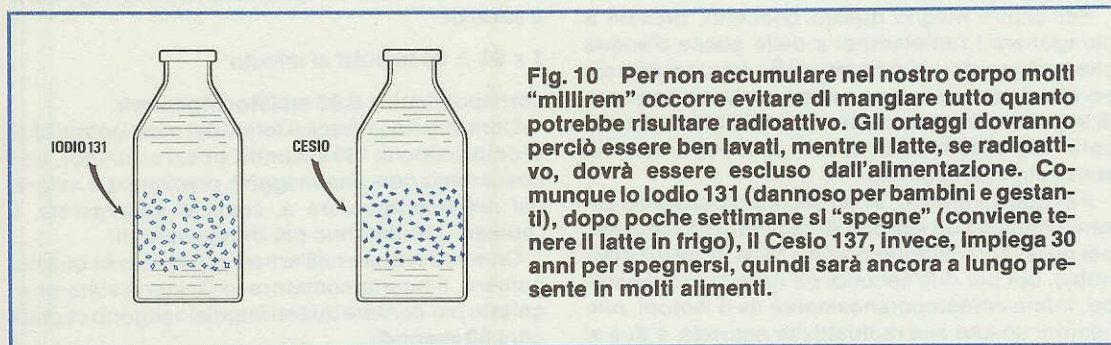 IODIO 131
CESIO
Fig. 10 Per non accumulare nel nostro corpo molti
"millirem" occorre evitare di mangiare tutto quanto
potrebbe risultare radioattivo. Gli ortaggi dovranno
perciò essere ben lavati, mentre il latte, se radioatti-
vo, dovrà essere escluso dall'alimentazione. Co-
munque lo Iodio 131 (dannoso per bambini e gestan-
ti), dopo poche settimane si "spegne" (conviene te-
nere il latte in frigo), il Cesio 137, invece, impiega 30
anni per spegnersi, quindi sarà ancora a lungo pre-
sente in molti alimenti.